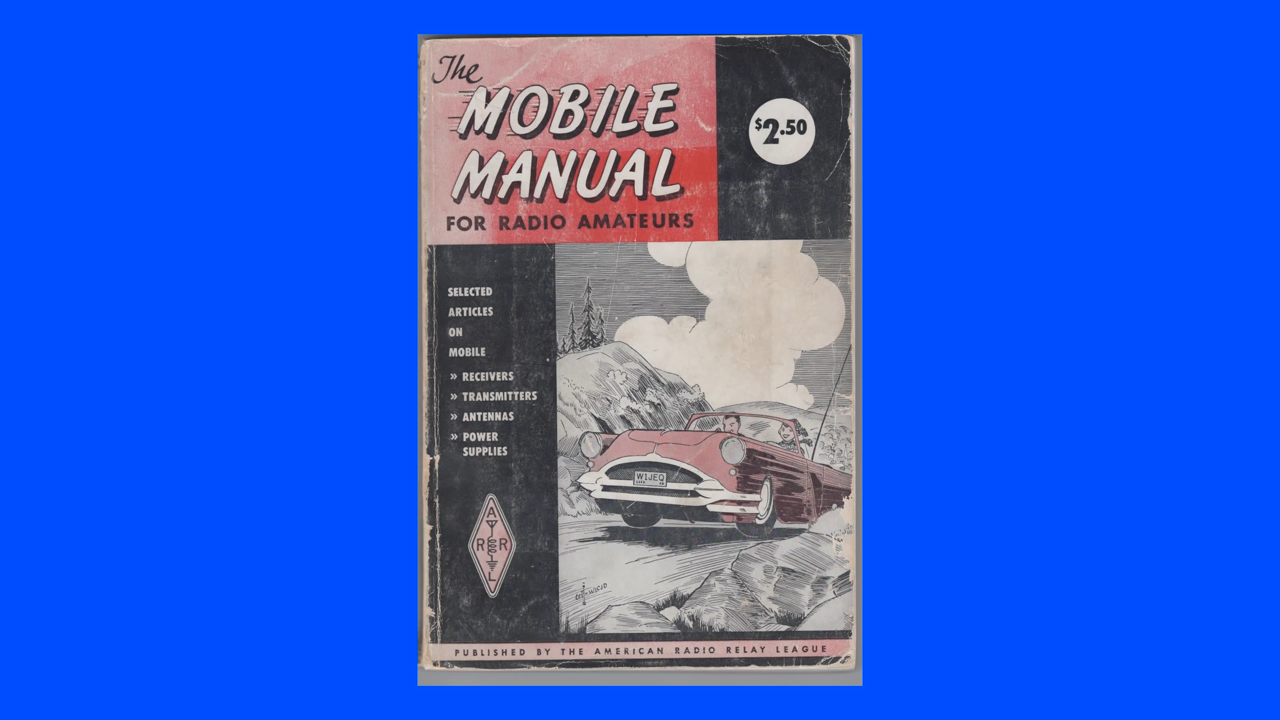 The
MOBILE
MANUAL
FOR RADIO AMATEURS
$2.50
SELECTED
ARTICLES
ON
MOBILE
» RECEIVERS
» TRANSMITTERS
» ANTENNAS
» POWER
SUPPLIES
W1JEQ
A
R R
L
PUBLISHED BY THE AMERICAN RADIO RELAY LEAGUE